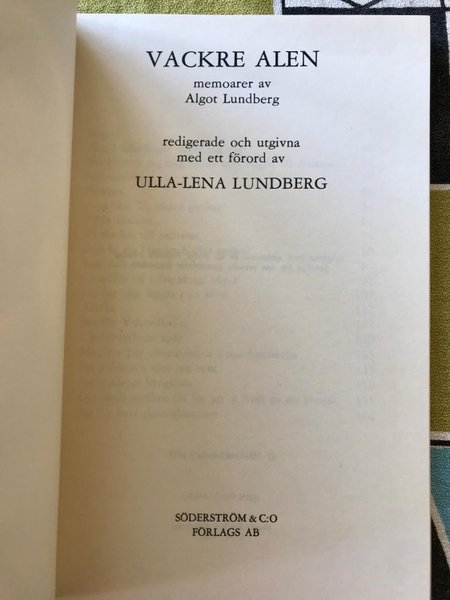 VACKRE ALEN
memoarer av
Algot Lundberg
redigerade och utgivna
med ett förord av
ULLA-LENA LUNDBERG
SÖDERSTRÖM & C:O
FÖRLAGS AB